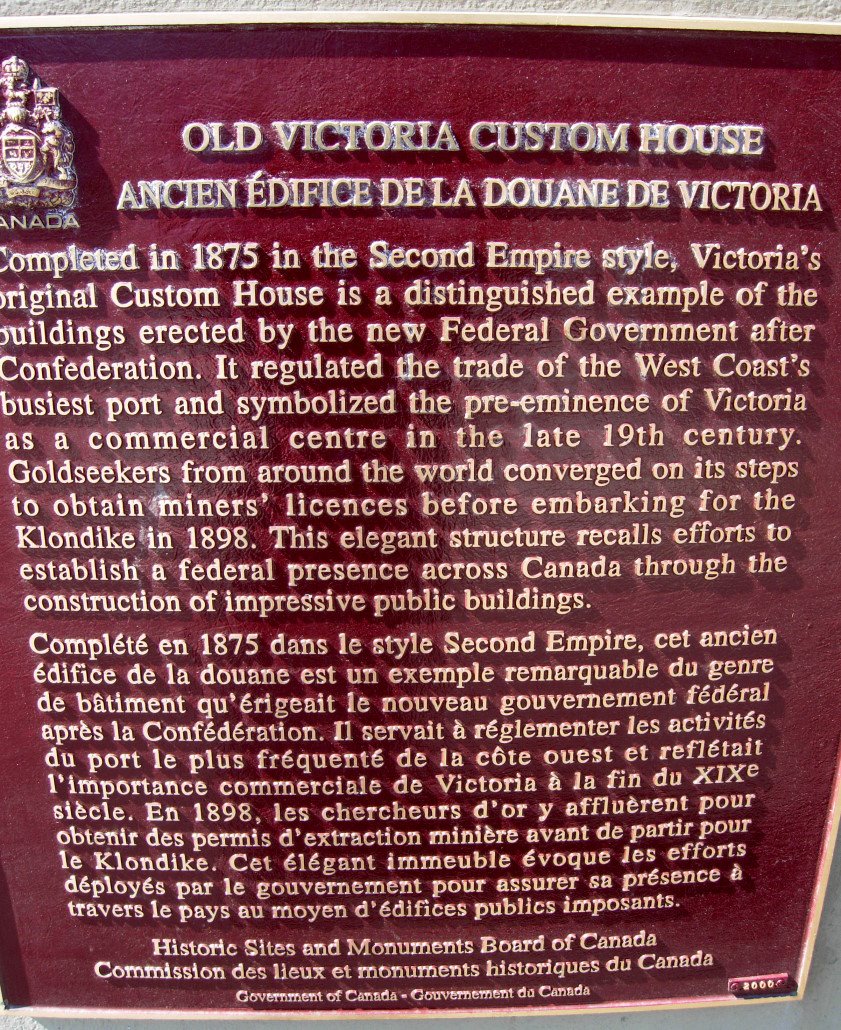 CANADA
OLD VICTORIA CUSTOM HOUSE
ANCIEN ÉDIFICE DE LA DOUANE DE VICTORIA
Completed in 1875 in the Second Empire style, Victoria's
original Custom House is a distinguished example of the
buildings erected by the new Federal Government after
Confederation. It regulated the trade of the West Coast's
busiest port and symbolized the pre-eminence of Victoria
as a commercial centre in the late 19th century.
Goldseekers from around the world converged on its steps
to obtain miners' licences before embarking for the
Klondike in 1898. This elegant structure recalls efforts to
establish a federal presence across Canada through the
construction of impressive public buildings.
Complété en 1875 dans le style Second Empire, cet ancien
édifice de la douane est un exemple remarquable du genre
de bâtiment qu'érigeait le nouveau gouvernement fédéral
après la Confédération. Il servait à réglementer les activités
du port le plus fréquenté de la côte ouest et reflétait
l'importance commerciale de Victoria à la fin du XIXe
siècle. En 1898, les chercheurs d'or y affluèrent pour
obtenir des permis d'extraction minière avant de partir pour
le Klondike. Cet élégant immeuble évoque les efforts
déployés par le gouvernement pour assurer sa présence à
travers le pays au moyen d'édifices publics imposants.
Historic Sites and Monuments Board of Canada
Commission des lieux et monuments historiques du Canada
Government of Canada - Gouvernement du Canada
2000